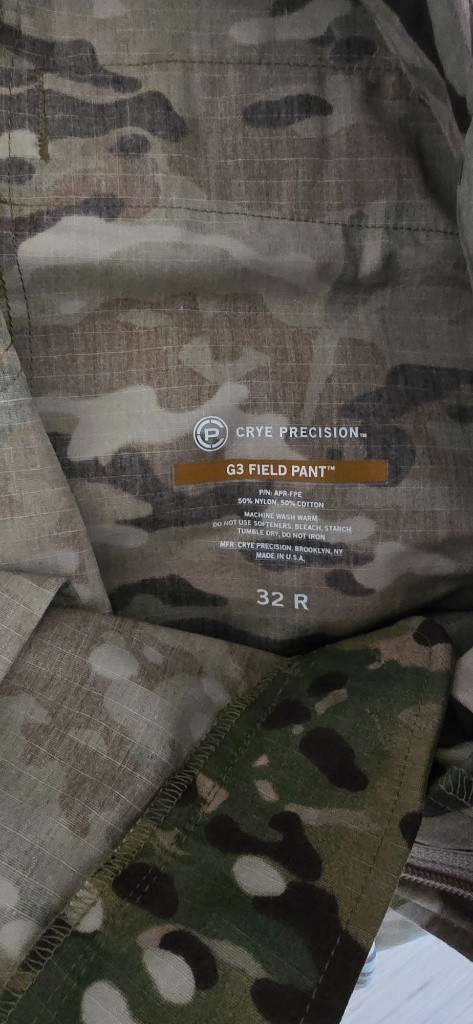 P CRYE PRECISION™
G3 FIELD PANT™
P/N: APR-FPE
50% NYLON, 50% COTTON
MACHINE WASH WARM
DO NOT USE SOFTENERS, BLEACH, STARCH
TUMBLE DRY, DO NOT IRON
MFR: CRYE PRECISION, BROOKLYN, NY
MADE IN U.S.A.
32 R